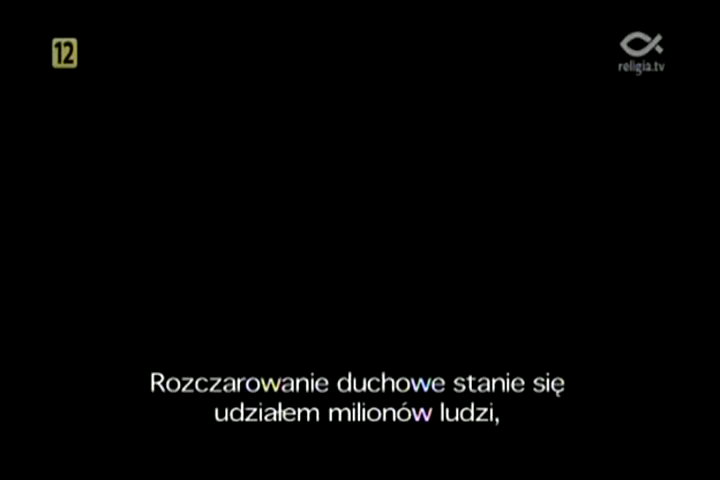 12
religia.tv
Rozczarowanie duchowe stanie się
udziałem milionów ludzi,